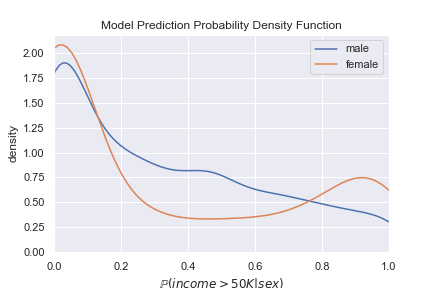 Model Prediction Probability Density Function
male
female
density
2.00
1.75
1.50
1.25
1.00
0.75
0.50
0.25
0.00
0.0 0.2 0.4 0.6 0.8 1.0
ℙ(income > 50K|sex)